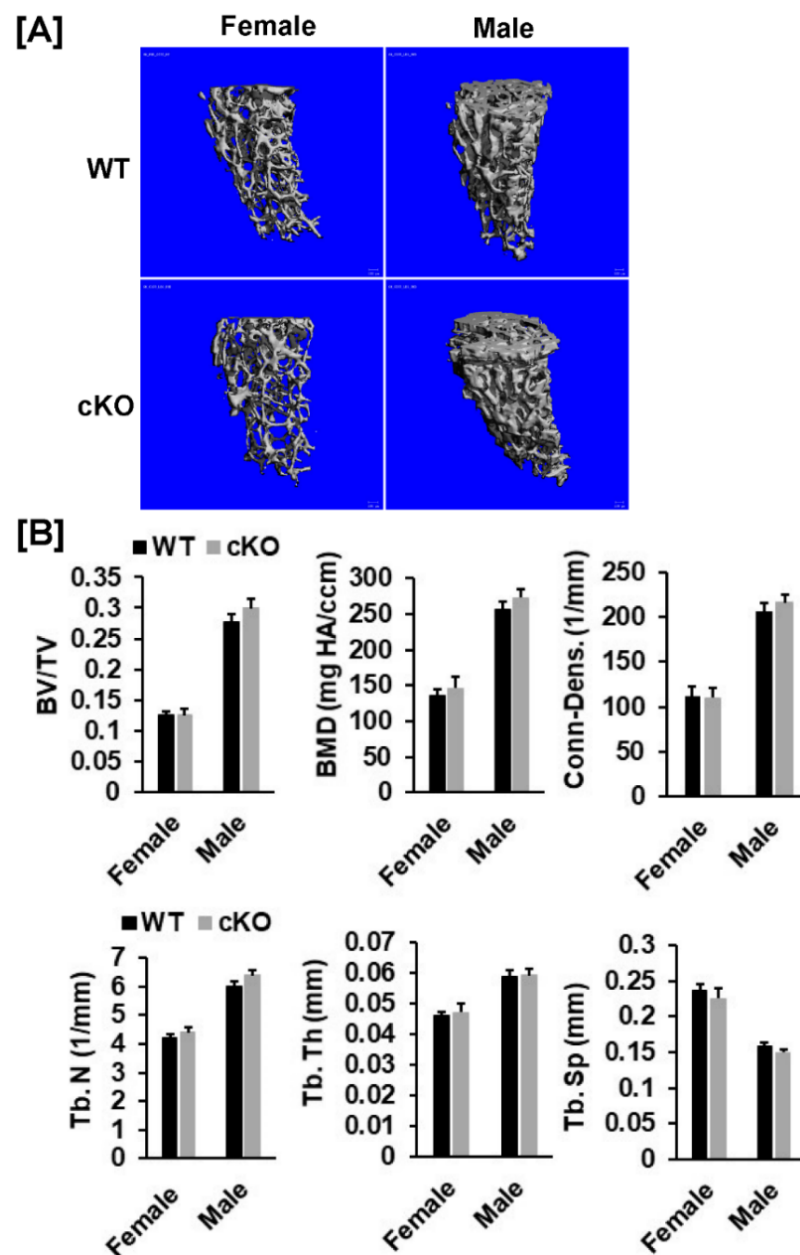 [A]
Female Male
WT
cKO
[B]
WT cKO
BV/TV
0.35
0.3
0.25
0.2
0.15
0.1
0.05
0
Female Male
BMD (mg HA/ccm)
300
250
200
150
100
50
0
Female Male
Conn-Dens. (1/mm)
250
200
150
100
50
0
Female Male
WT cKO
Tb. N (1/mm)
7
6
5
4
3
2
1
0
Female Male
Tb. Th (mm)
0.07
0.06
0.05
0.04
0.03
0.02
0.01
0
Female Male
Tb. Sp (mm)
0.3
0.25
0.2
0.15
0.1
0.05
0
Female Male